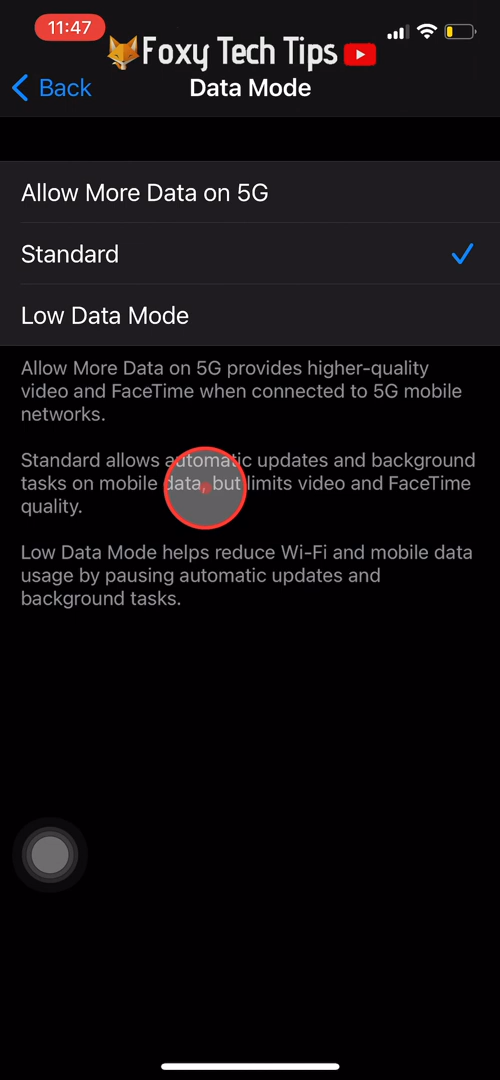 11:47
Foxy Tech Tips
Back
Data Mode
Allow More Data on 5G
Standard
Low Data Mode
Allow More Data on 5G provides higher-quality
video and FaceTime when connected to 5G mobile
networks.
Standard allows automatic updates and background
tasks on mobile data, but limits video and FaceTime
quality.
Low Data Mode helps reduce Wi-Fi and mobile data
usage by pausing automatic updates and
background tasks.